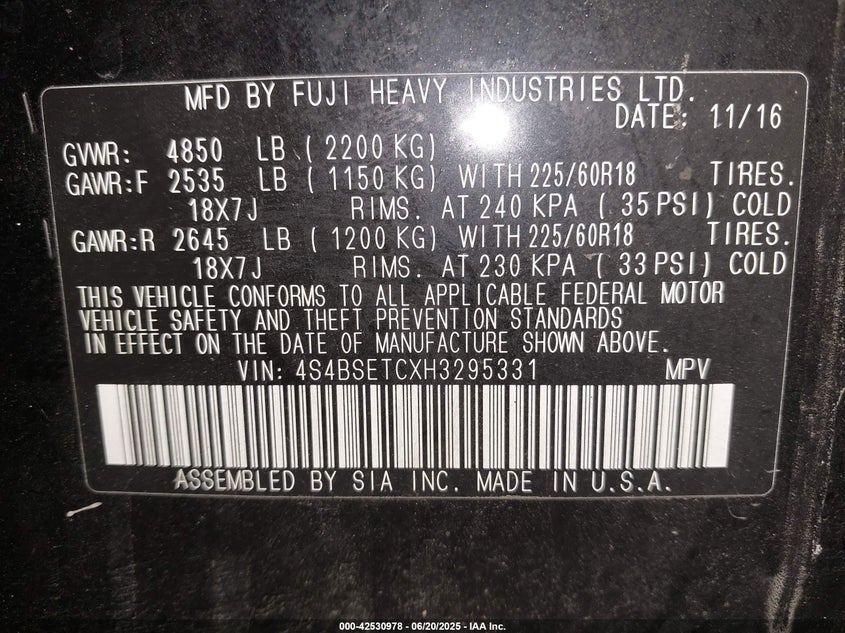 MFD BY FUJI HEAVY INDUSTRIES LTD.
DATE: 11/16
GVWR: 4850 LB ( 2200 KG)
GAWR:F 2535 LB ( 1150 KG) WITH 225/60R18 TIRES.
18X7J RIMS. AT 240 KPA ( 35 PSI) COLD
GAWR:R 2645 LB ( 1200 KG) WITH 225/60R18 TIRES.
18X7J RIMS. AT 230 KPA ( 33 PSI) COLD
THIS VEHICLE CONFORMS TO ALL APPLICABLE FEDERAL MOTOR
VEHICLE SAFETY AND THEFT PREVENTION STANDARDS
IN EFFECT ON THE DATE OF MANUFACTURE SHOWN ABOVE.
VIN: 4S4BSETCXH3295331 MPV
ASSEMBLED BY SIA INC. MADE IN U.S.A.
000-42530978 - 06/20/2025 - IAA Inc.